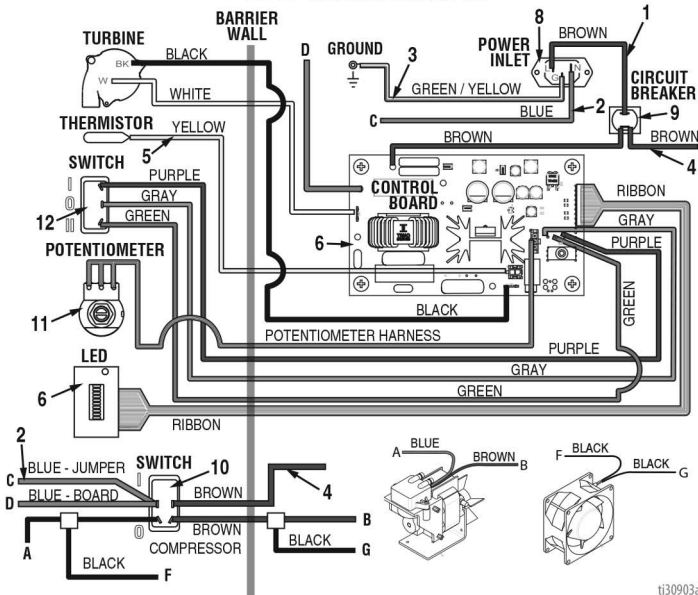 BARRIER
WALL
TURBINE
BK
W
BLACK
WHITE
D
GROUND
3
GREEN / YELLOW
8
POWER
INLET
L
N
G
BROWN
1
CIRCUIT
BREAKER
9
BLUE
2
C
BROWN
BROWN
4
THERMISTOR
YELLOW
5
SWITCH
I
O
II
12
PURPLE
GRAY
GREEN
CONTROL
BOARD
6
RIBBON
GRAY
PURPLE
GREEN
POTENTIOMETER
11
BLACK
POTENTIOMETER HARNESS
PURPLE
GRAY
GREEN
LED
6
RIBBON
2
C
BLUE - JUMPER
D
BLUE - BOARD
SWITCH
10
I
O
BROWN
4
BROWN
COMPRESSOR
B
A
BLACK
F
BLACK
G
A
BLUE
BROWN
B
F
BLACK
BLACK
G
ti30903a